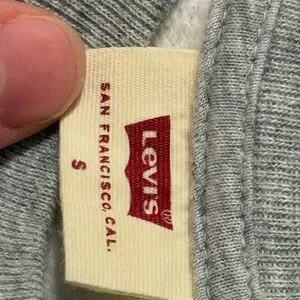 LEVI'S ®
SAN FRANCISCO, CAL.
S